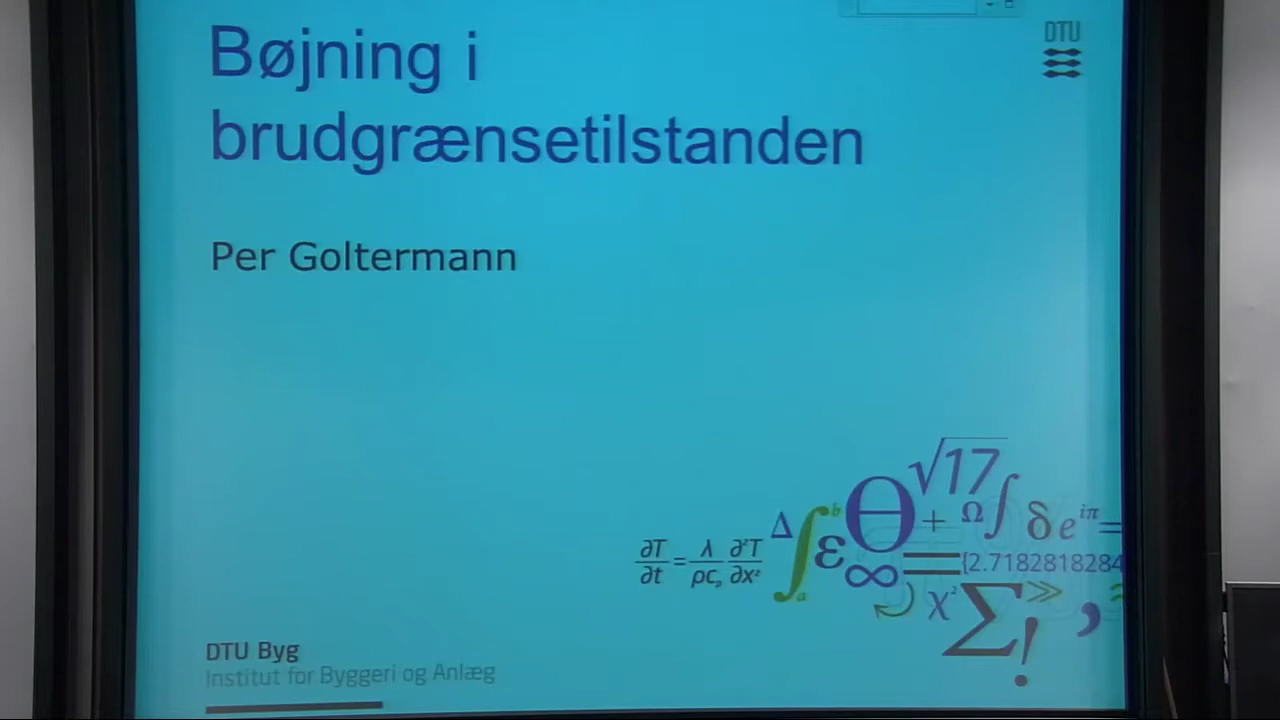 Bøjning i
brudgrænsetilstanden
DTU
Per Goltermann
√17
Δ ∫ b a ε Θ + Ω ∫ δ e^iπ =
∂T/∂t = λ/ρcₚ ∂²T/∂x²
∞ = {2.7182818284
χ² Σ ! ≫ ,
DTU Byg
Institut for Byggeri og Anlæg